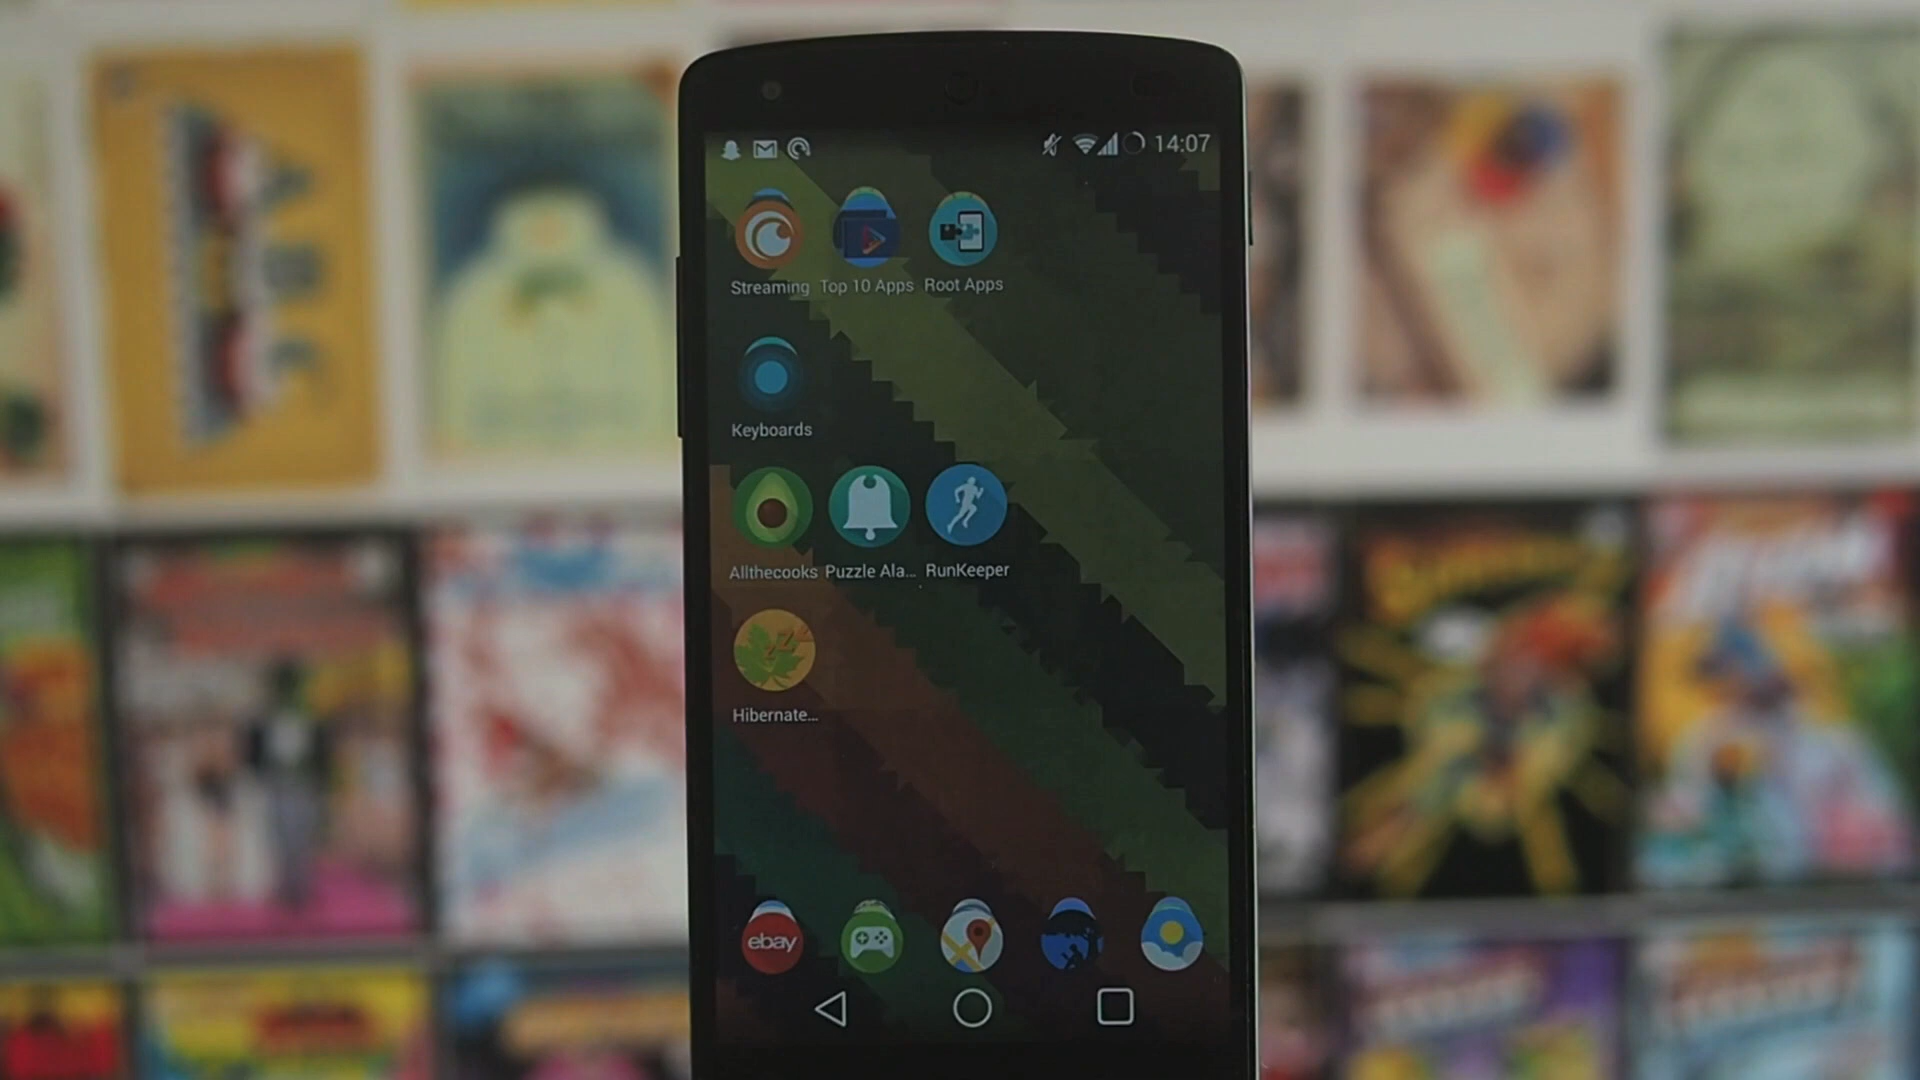 14:07
Streaming Top 10 Apps Root Apps
Keyboards
Allthecooks Puzzle Ala... RunKeeper
Hibernate...
ebay